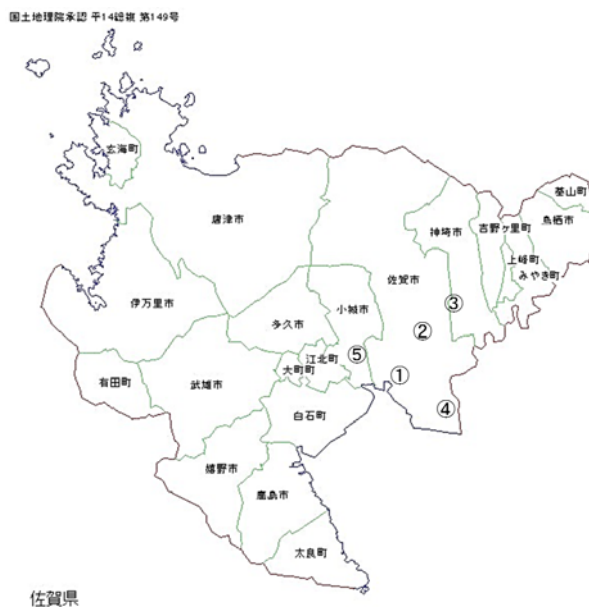 国土地理院承認 平14総複 第149号
玄海町
基山町
鳥栖市
唐津市
神埼市
吉野ヶ里町
上峰町
みやき町
佐賀市
伊万里市
小城市
③
多久市
②
江北町
⑤
大町町
①
有田町
武雄市
④
白石町
嬉野市
鹿島市
太良町
佐賀県